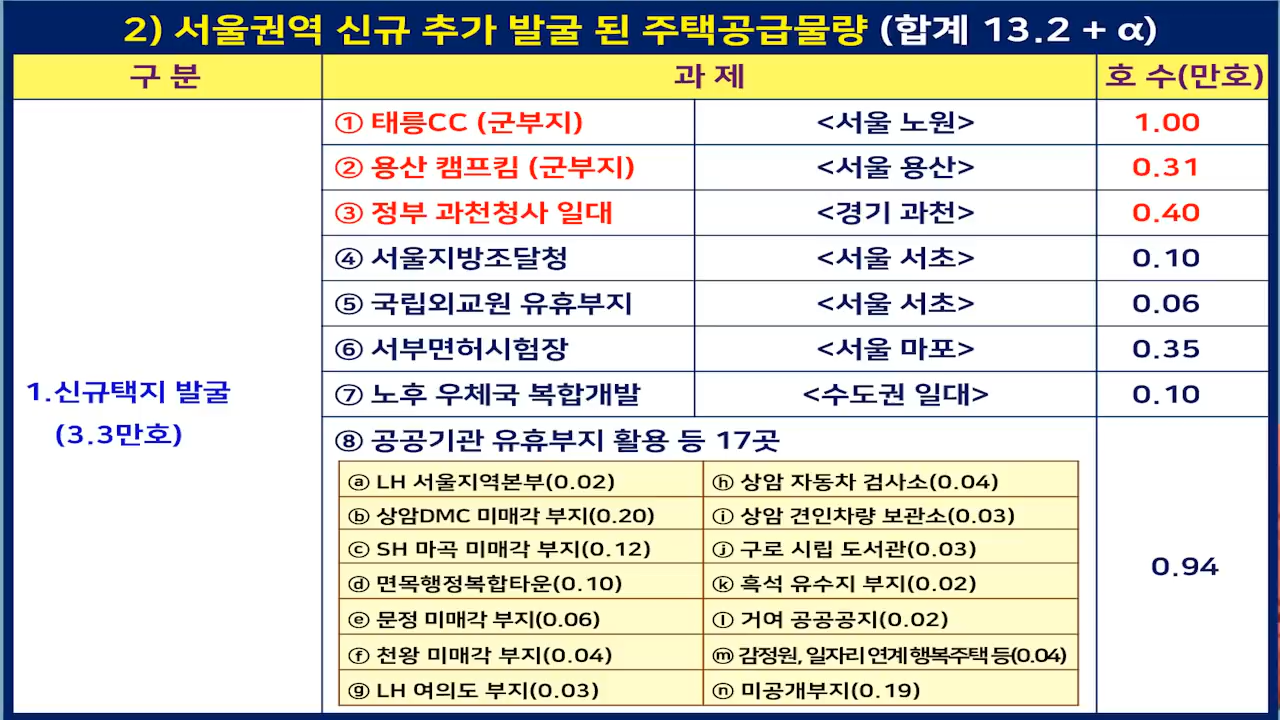 2) 서울권역 신규 추가 발굴 된 주택공급물량 (합계 13.2 + α)
구 분 과 제 호 수(만호)
① 태릉CC (군부지) <서울 노원> 1.00
② 용산 캠프킴 (군부지) <서울 용산> 0.31
③ 정부 과천청사 일대 <경기 과천> 0.40
④ 서울지방조달청 <서울 서초> 0.10
⑤ 국립외교원 유휴부지 <서울 서초> 0.06
⑥ 서부면허시험장 <서울 마포> 0.35
1.신규택지 발굴
(3.3만호)
⑦ 노후 우체국 복합개발 <수도권 일대> 0.10
⑧ 공공기관 유휴부지 활용 등 17곳
ⓐ LH 서울지역본부(0.02) ⓗ 상암 자동차 검사소(0.04)
ⓑ 상암DMC 미매각 부지(0.20) ⓘ 상암 견인차량 보관소(0.03)
ⓒ SH 마곡 미매각 부지(0.12) ⓙ 구로 시립 도서관(0.03)
ⓓ 면목행정복합타운(0.10) ⓚ 흑석 유수지 부지(0.02)
ⓔ 문정 미매각 부지(0.06) ⓛ 거여 공공공지(0.02)
ⓕ 천왕 미매각 부지(0.04) ⓜ 감정원, 일자리 연계 행복주택 등(0.04)
ⓖ LH 여의도 부지(0.03) ⓝ 미공개부지(0.19)
0.94